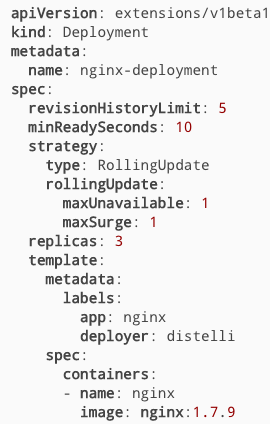 apiVersion: extensions/v1beta1
kind: Deployment
metadata:
  name: nginx-deployment
spec:
  revisionHistoryLimit: 5
  minReadySeconds: 10
  strategy:
    type: RollingUpdate
    rollingUpdate:
      maxUnavailable: 1
      maxSurge: 1
  replicas: 3
  template:
    metadata:
      labels:
        app: nginx
        deployer: distelli
    spec:
      containers:
      - name: nginx
        image: nginx:1.7.9